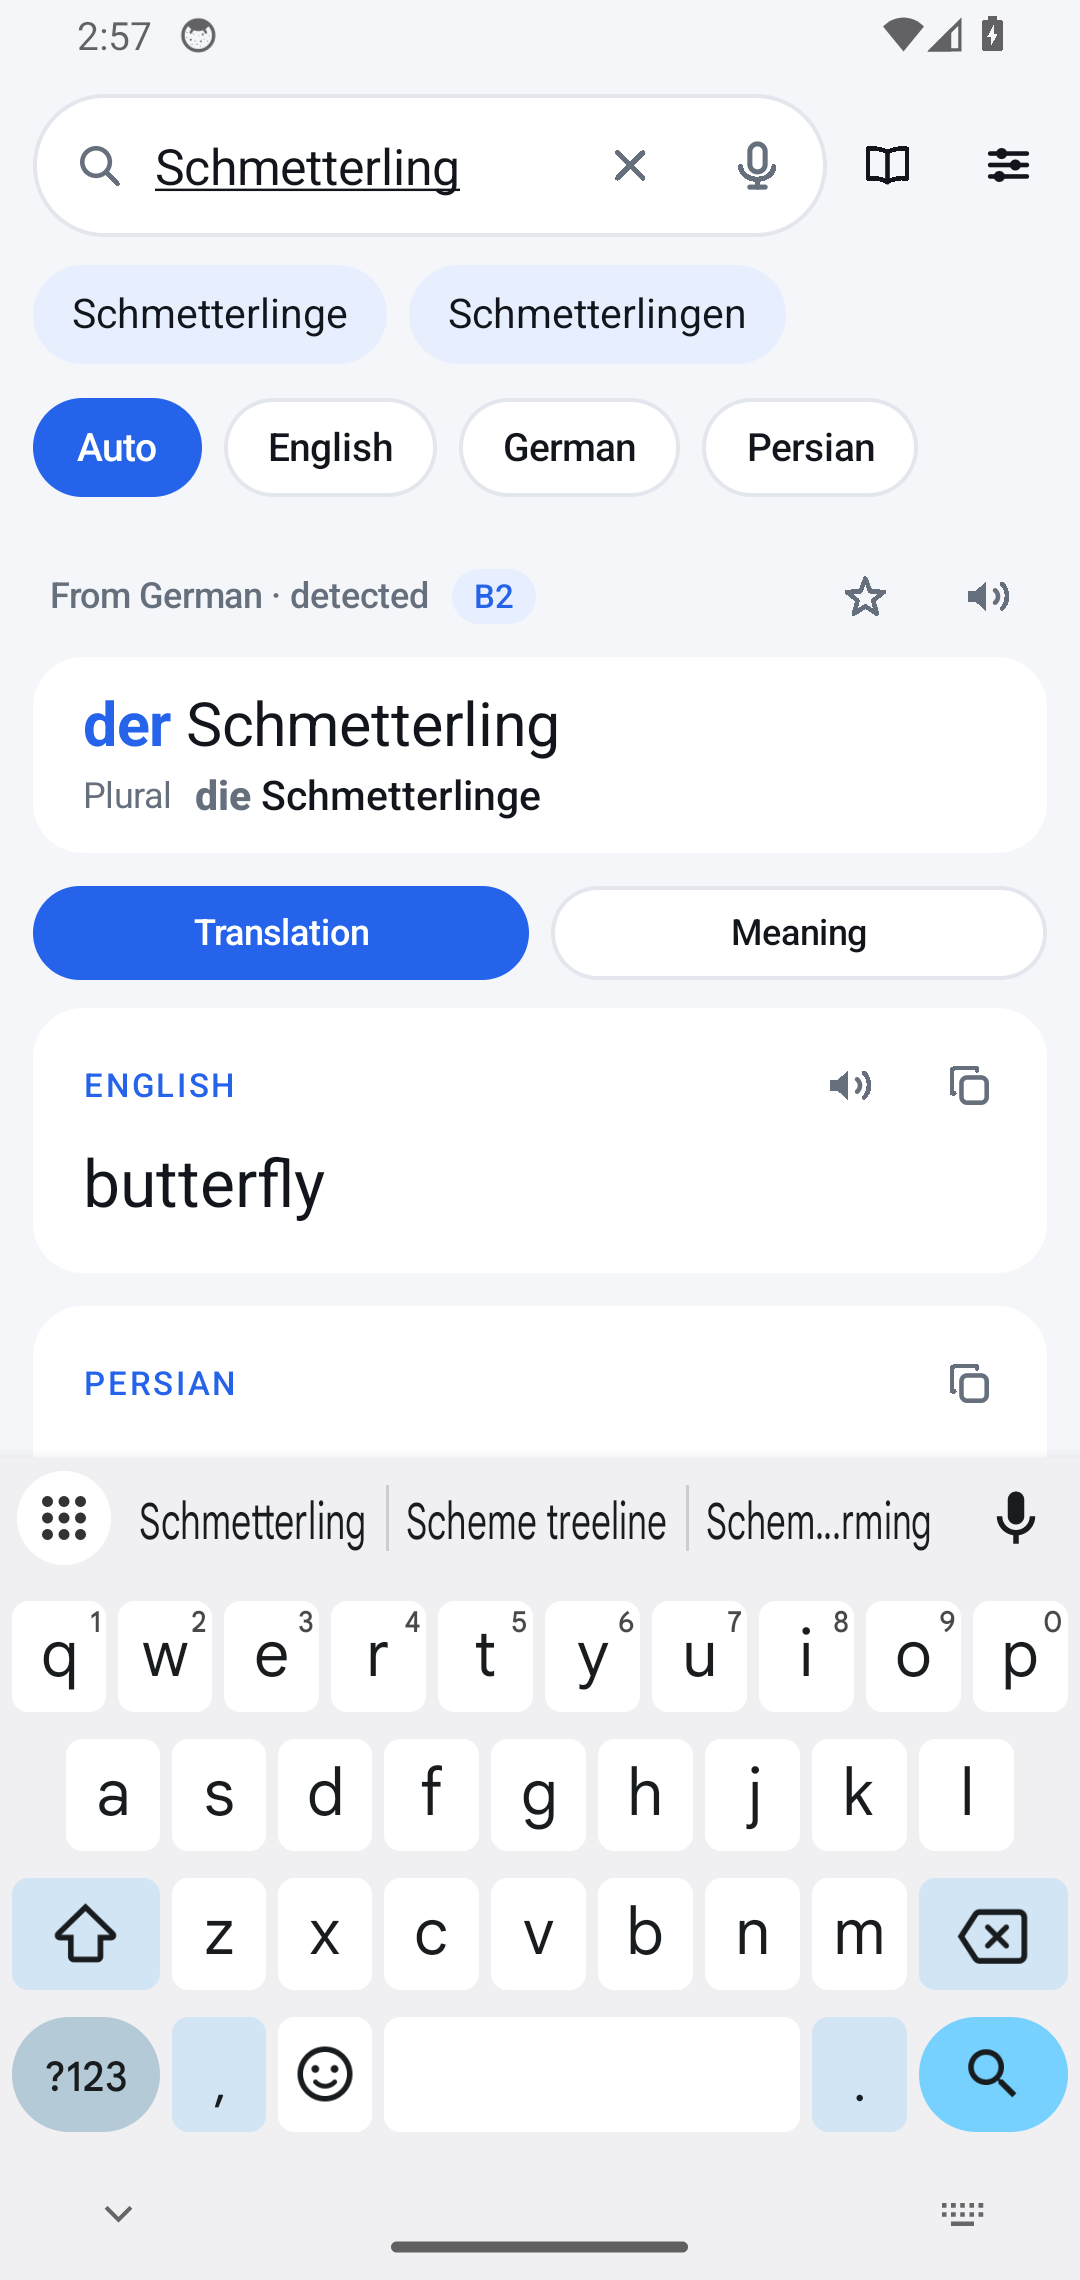 2:57
Schmetterling
Schmetterlinge Schmetterlingen
Auto English German Persian
From German · detected B2
der Schmetterling
Plural die Schmetterlinge
Translation Meaning
ENGLISH
butterfly
PERSIAN
Schmetterling Scheme treeline Schem...rming
q 1 w 2 e 3 r 4 t 5 y 6 u 7 i 8 o 9 p 0
a s d f g h j k l
z x c v b n m
?123 , .